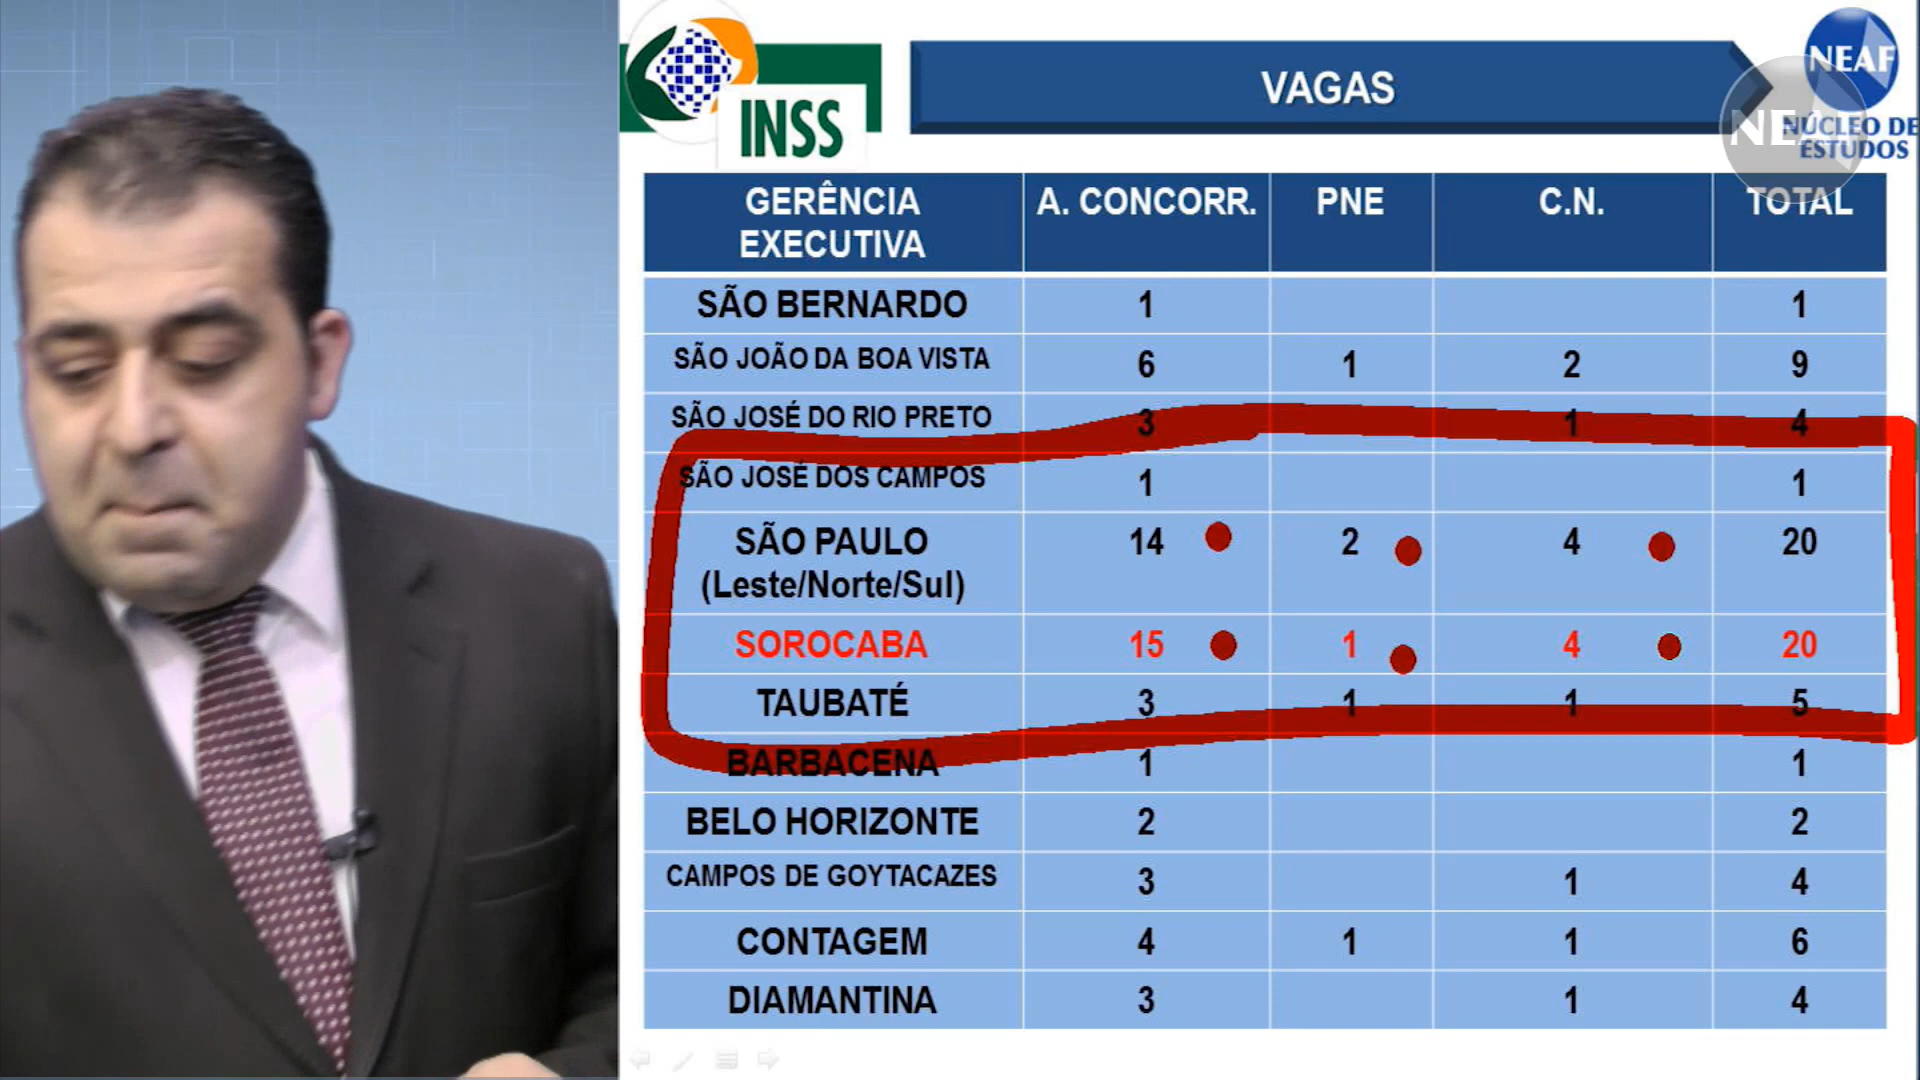 INSS
VAGAS
NEAF
NÚCLEO DE
ESTUDOS
GERÊNCIA EXECUTIVA A. CONCORR. PNE C.N. TOTAL
SÃO BERNARDO 1 1
SÃO JOÃO DA BOA VISTA 6 1 2 9
SÃO JOSÉ DO RIO PRETO 3 1 4
SÃO JOSÉ DOS CAMPOS 1 1
SÃO PAULO 14 2 4 20
(Leste/Norte/Sul)
SOROCABA 15 1 4 20
TAUBATÉ 3 1 1 5
BARBACENA 1 1
BELO HORIZONTE 2 2
CAMPOS DE GOYTACAZES 3 1 4
CONTAGEM 4 1 1 6
DIAMANTINA 3 1 4